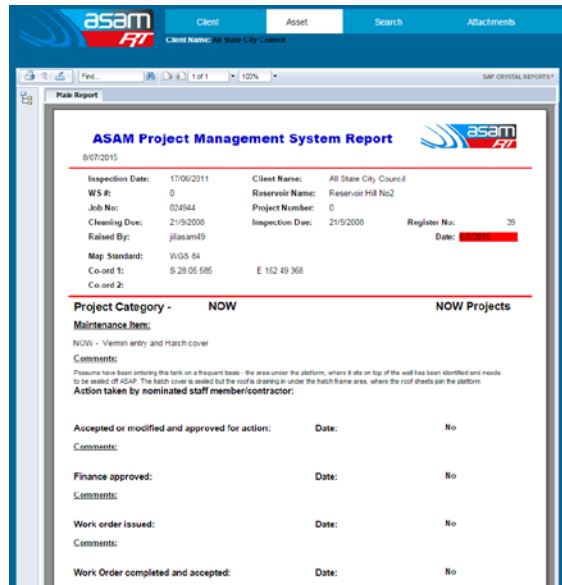 asam
RT
Client Asset Search Attachments
Client Name: All State City Council
Find... 1 of 1 100% SAP CRYSTAL REPORTS
Main Report
ASAM Project Management System Report
asam
RT
8/07/2015
Inspection Date: 17/06/2011 Client Name: All State City Council
WS #: 0 Reservoir Name: Reservoir Hill No2
Job No: 024944 Project Number: 0
Cleaning Due: 21/9/2008 Inspection Due: 21/9/2008 Register No: 39
Raised By: jillasam49 Date: 8/5/2015
Map Standard: WGS 84
Co-ord 1: S 28 05 585 E 152 49 368
Co-ord 2:
Project Category - NOW NOW Projects
Maintenance Item:
NOW - Vermin entry and Hatch cover
Comments:
Possums have been entering this tank on a frequent basis - the area under the platform, where it sits on top of the wall has been identified and needs
to be sealed off ASAP. The hatch cover is sealed but the roof is draining in under the hatch frame area, where the roof sheets join the platform
Action taken by nominated staff member/contractor:
Accepted or modified and approved for action: Date: No
Comments:
Finance approved: Date: No
Comments:
Work order issued: Date: No
Comments:
Work Order completed and accepted: Date: No